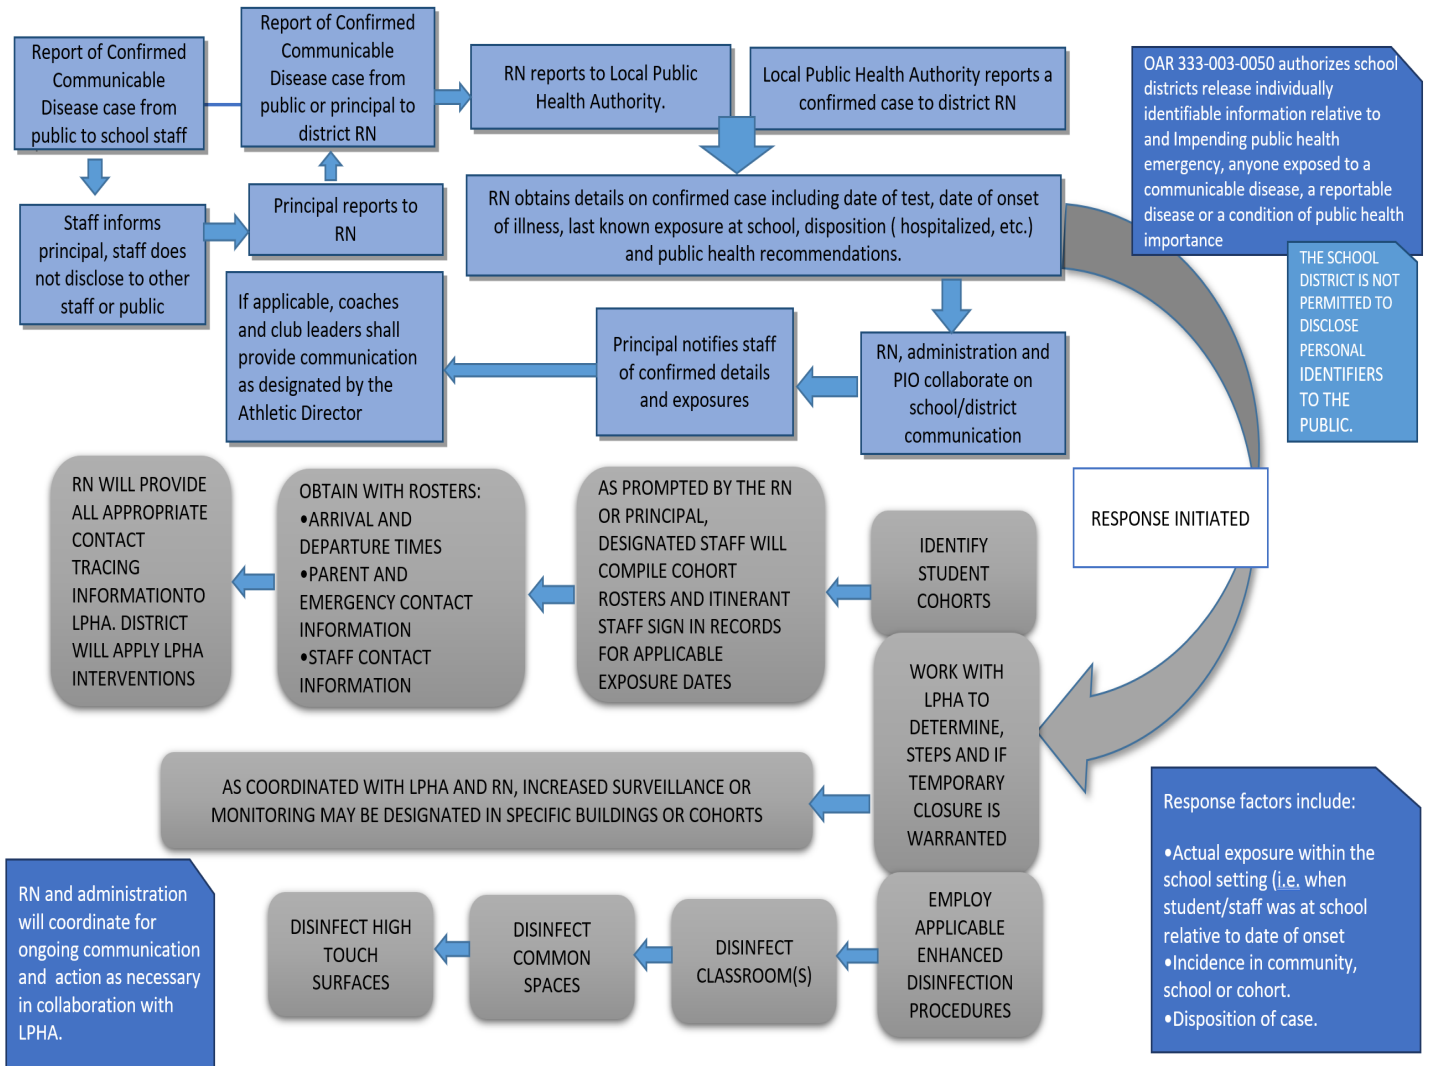 Report of Confirmed
Communicable
Disease case from
public to school staff
Report of Confirmed
Communicable
Disease case from
public or principal to
district RN
RN reports to Local Public
Health Authority.
Local Public Health Authority reports a
confirmed case to district RN
OAR 333-003-0050 authorizes school
districts release individually
identifiable information relative to
and Impending public health
emergency, anyone exposed to a
communicable disease, a reportable
disease or a condition of public health
importance
THE SCHOOL
DISTRICT IS NOT
PERMITTED TO
DISCLOSE
PERSONAL
IDENTIFIERS
TO THE
PUBLIC.
Staff informs
principal, staff does
not disclose to other
staff or public
Principal reports to
RN
RN obtains details on confirmed case including date of test, date of onset
of illness, last known exposure at school, disposition ( hospitalized, etc.)
and public health recommendations.
If applicable, coaches
and club leaders shall
provide communication
as designated by the
Athletic Director
Principal notifies staff
of confirmed details
and exposures
RN, administration and
PIO collaborate on
school/district
communication
RESPONSE INITIATED
RN WILL PROVIDE
ALL APPROPRIATE
CONTACT
TRACING
INFORMATIONTO
LPHA. DISTRICT
WILL APPLY LPHA
INTERVENTIONS
OBTAIN WITH ROSTERS:
•ARRIVAL AND
DEPARTURE TIMES
•PARENT AND
EMERGENCY CONTACT
INFORMATION
•STAFF CONTACT
INFORMATION
AS PROMPTED BY THE RN
OR PRINCIPAL,
DESIGNATED STAFF WILL
COMPILE COHORT
ROSTERS AND ITINERANT
STAFF SIGN IN RECORDS
FOR APPLICABLE
EXPOSURE DATES
IDENTIFY
STUDENT
COHORTS
WORK WITH
LPHA TO
DETERMINE,
STEPS AND IF
TEMPORARY
CLOSURE IS
WARRANTED
AS COORDINATED WITH LPHA AND RN, INCREASED SURVEILLANCE OR
MONITORING MAY BE DESIGNATED IN SPECIFIC BUILDINGS OR COHORTS
Response factors include:
•Actual exposure within the
school setting (i.e. when
student/staff was at school
relative to date of onset
•Incidence in community,
school or cohort.
•Disposition of case.
RN and administration
will coordinate for
ongoing communication
and  action as necessary
in collaboration with
LPHA.
DISINFECT HIGH
TOUCH
SURFACES
DISINFECT
COMMON
SPACES
DISINFECT
CLASSROOM(S)
EMPLOY
APPLICABLE
ENHANCED
DISINFECTION
PROCEDURES